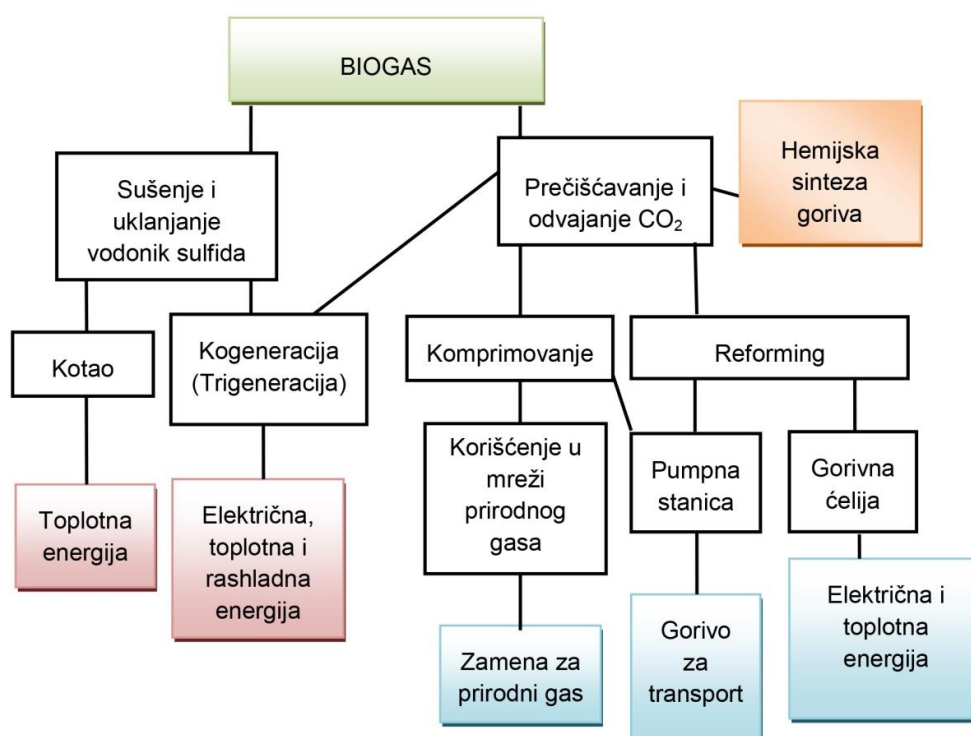 BIOGAS
Sušenje i
uklanjanje
vodonik sulfida
Prečišćavanje i
odvajanje CO₂
Hemijska
sinteza
goriva
Kotao
Kogeneracija
(Trigeneracija)
Komprimovanje
Reforming
Korišćenje u
mreži
prirodnog
gasa
Pumpna
stanica
Gorivna
ćelija
Toplotna
energija
Električna,
toplotna i
rashladna
energija
Zamena za
prirodni gas
Gorivo
za
transport
Električna i
toplotna
energija